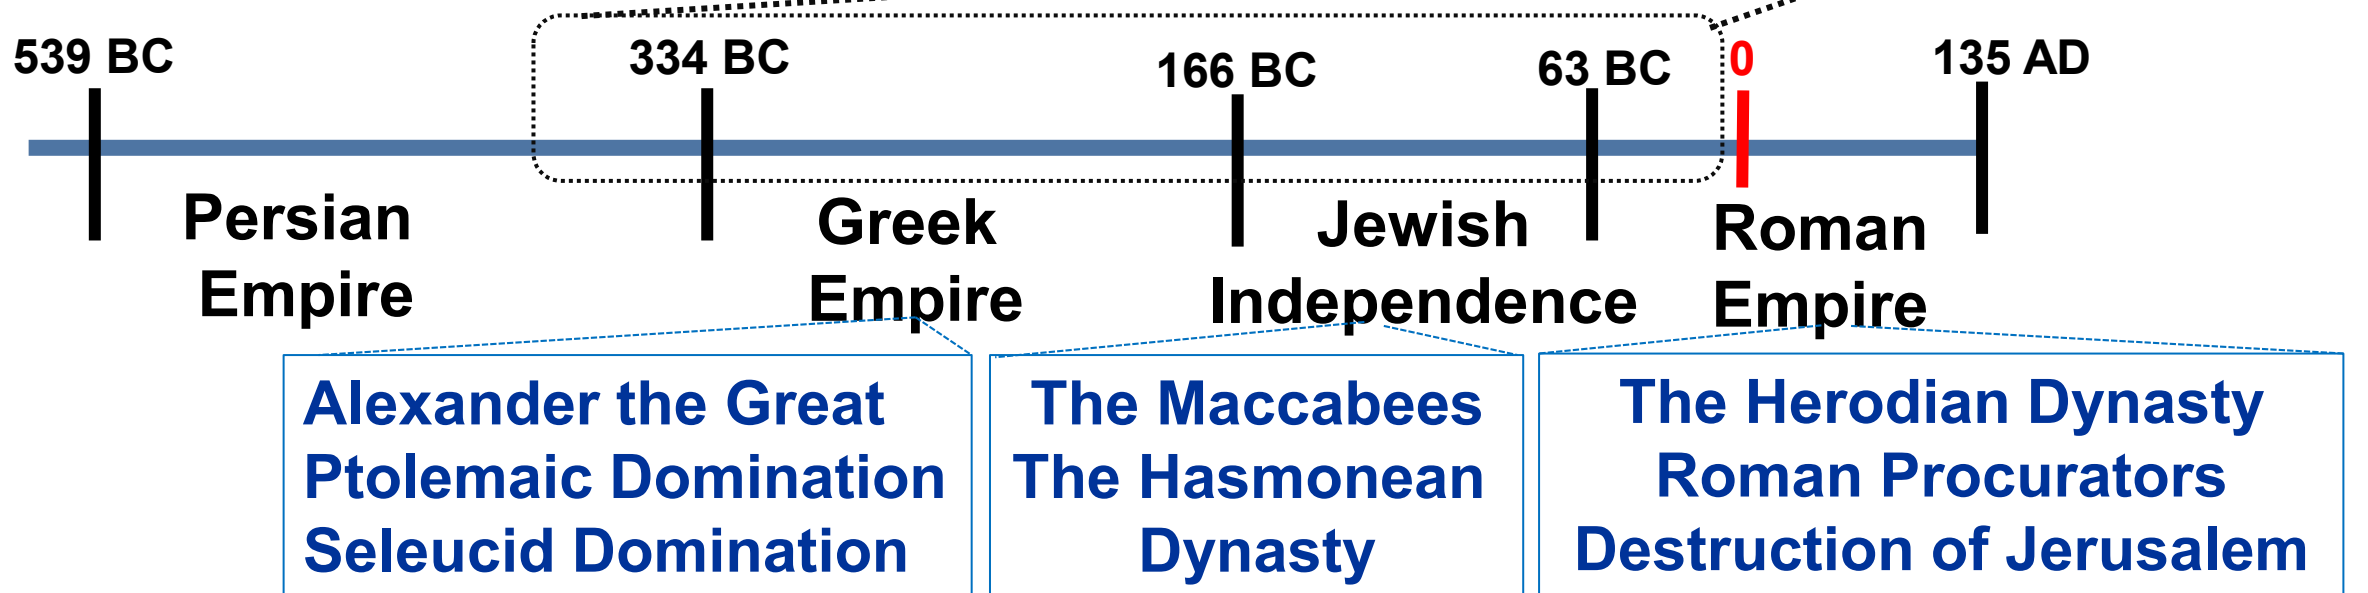 539 BC
334 BC
166 BC
63 BC
0
135 AD
Persian
Empire
Greek
Empire
Jewish
Independence
Roman
Empire
Alexander the Great
Ptolemaic Domination
Seleucid Domination
The Maccabees
The Hasmonean
Dynasty
The Herodian Dynasty
Roman Procurators
Destruction of Jerusalem